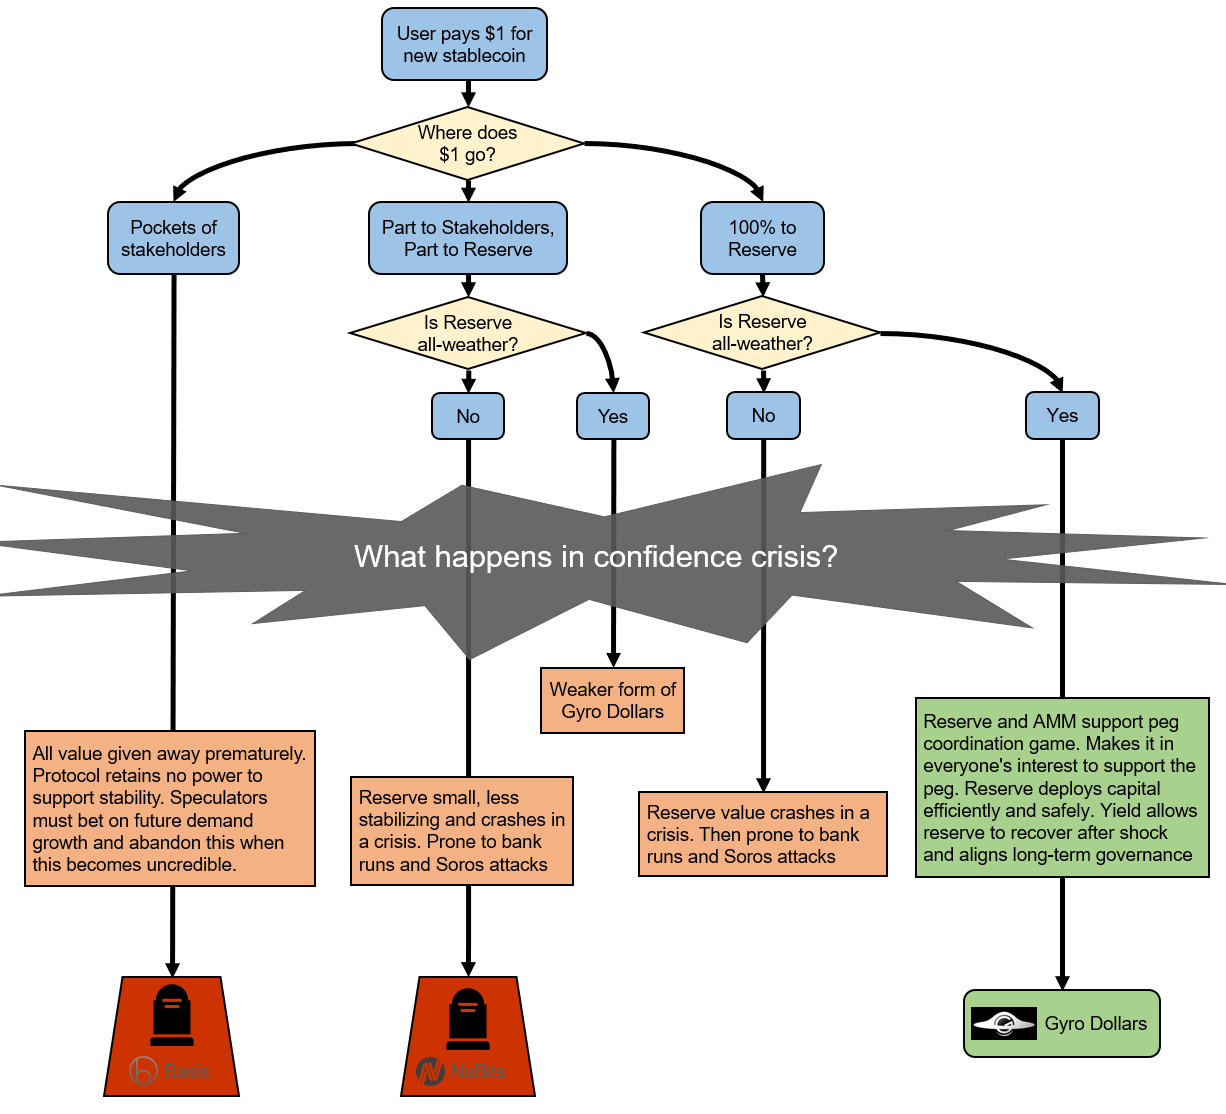 User pays $1 for
new stablecoin
Where does
$1 go?
Pockets of
stakeholders
Part to Stakeholders,
Part to Reserve
100% to
Reserve
Is Reserve
all-weather?
Is Reserve
all-weather?
No
Yes
No
Yes
What happens in confidence crisis?
Weaker form of
Gyro Dollars
All value given away prematurely.
Protocol retains no power to
support stability. Speculators
must bet on future demand
growth and abandon this when
this becomes uncredible.
Reserve small, less
stabilizing and crashes in
a crisis. Prone to bank
runs and Soros attacks
Reserve value crashes in a
crisis. Then prone to bank
runs and Soros attacks
Reserve and AMM support peg
coordination game. Makes it in
everyone's interest to support the
peg. Reserve deploys capital
efficiently and safely. Yield allows
reserve to recover after shock
and aligns long-term governance
Basis
NuBits
Gyro Dollars